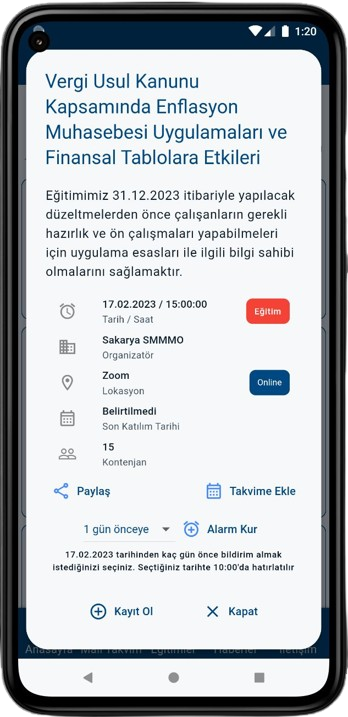 1:20
Vergi Usul Kanunu
Kapsamında Enflasyon
Muhasebesi Uygulamaları ve
Finansal Tablolara Etkileri
Eğitimimiz 31.12.2023 itibariyle yapılacak
düzeltmelerden önce çalışanların gerekli
hazırlık ve ön çalışmaları yapabilmeleri
için uygulama esasları ile ilgili bilgi sahibi
olmalarını sağlamaktır.
17.02.2023 / 15:00:00
Tarih / Saat
Eğitim
Sakarya SMMMO
Organizatör
Zoom
Lokasyon
Online
Belirtilmedi
Son Katılım Tarihi
15
Kontenjan
Paylaş
Takvime Ekle
1 gün önceye
Alarm Kur
17.02.2023 tarihinden kaç gün önce bildirim almak
istediğinizi seçiniz. Seçtiğiniz tarihte 10:00'da hatırlatılır
Kayıt Ol
Kapat
Anasayfa Mali Takvim Eğitimler Haberler İletişim